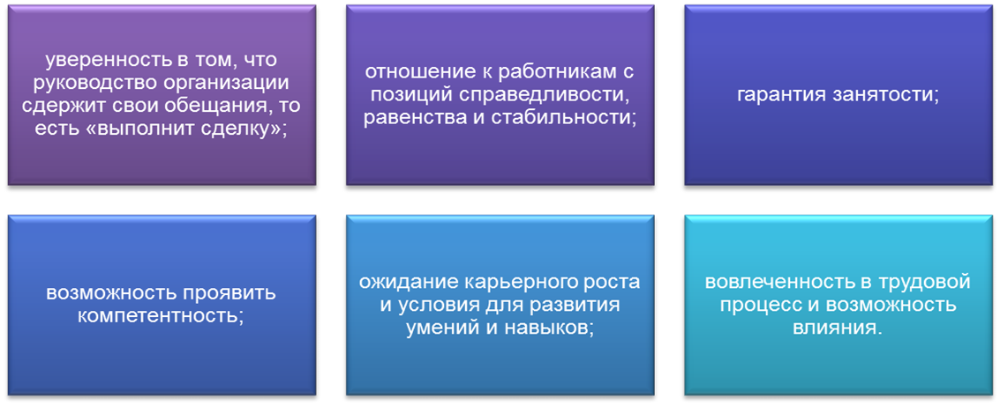 уверенность в том, что
руководство организации
сдержит свои обещания, то
есть «выполнит сделку»;
отношение к работникам с
позиций справедливости,
равенства и стабильности;
гарантия занятости;
возможность проявить
компетентность;
ожидание карьерного роста
и условия для развития
умений и навыков;
вовлеченность в трудовой
процесс и возможность
влияния.